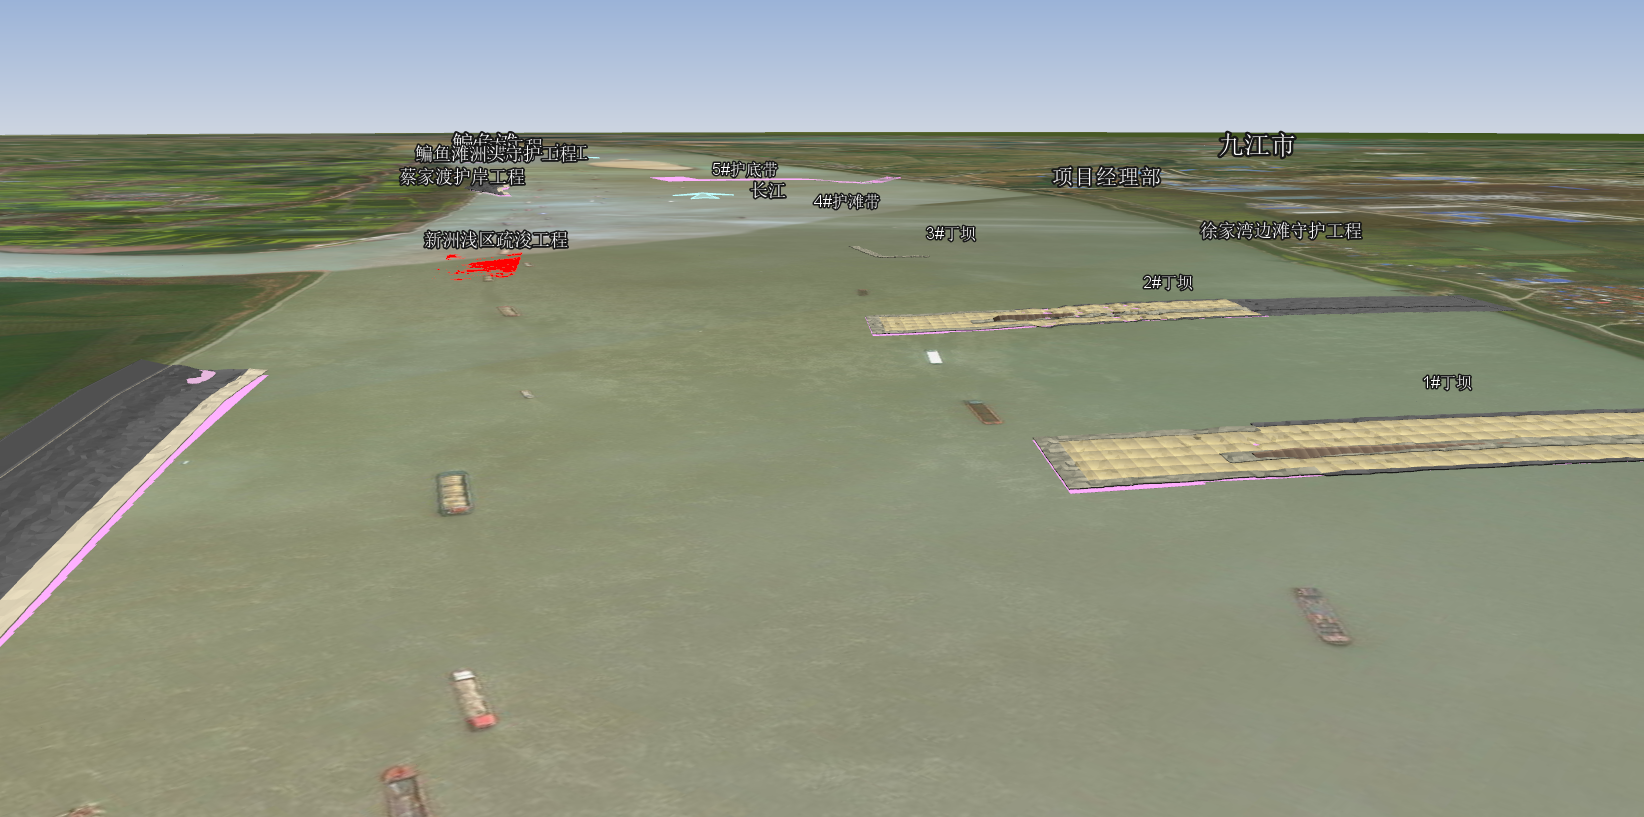 鳊鱼滩
九江市
鳊鱼滩洲头守护工程
5#护底带
蔡家渡护岸工程
项目经理部
长江
4#护滩带
徐家湾边滩守护工程
3#丁坝
新洲浅区疏浚工程
2#丁坝
1#丁坝